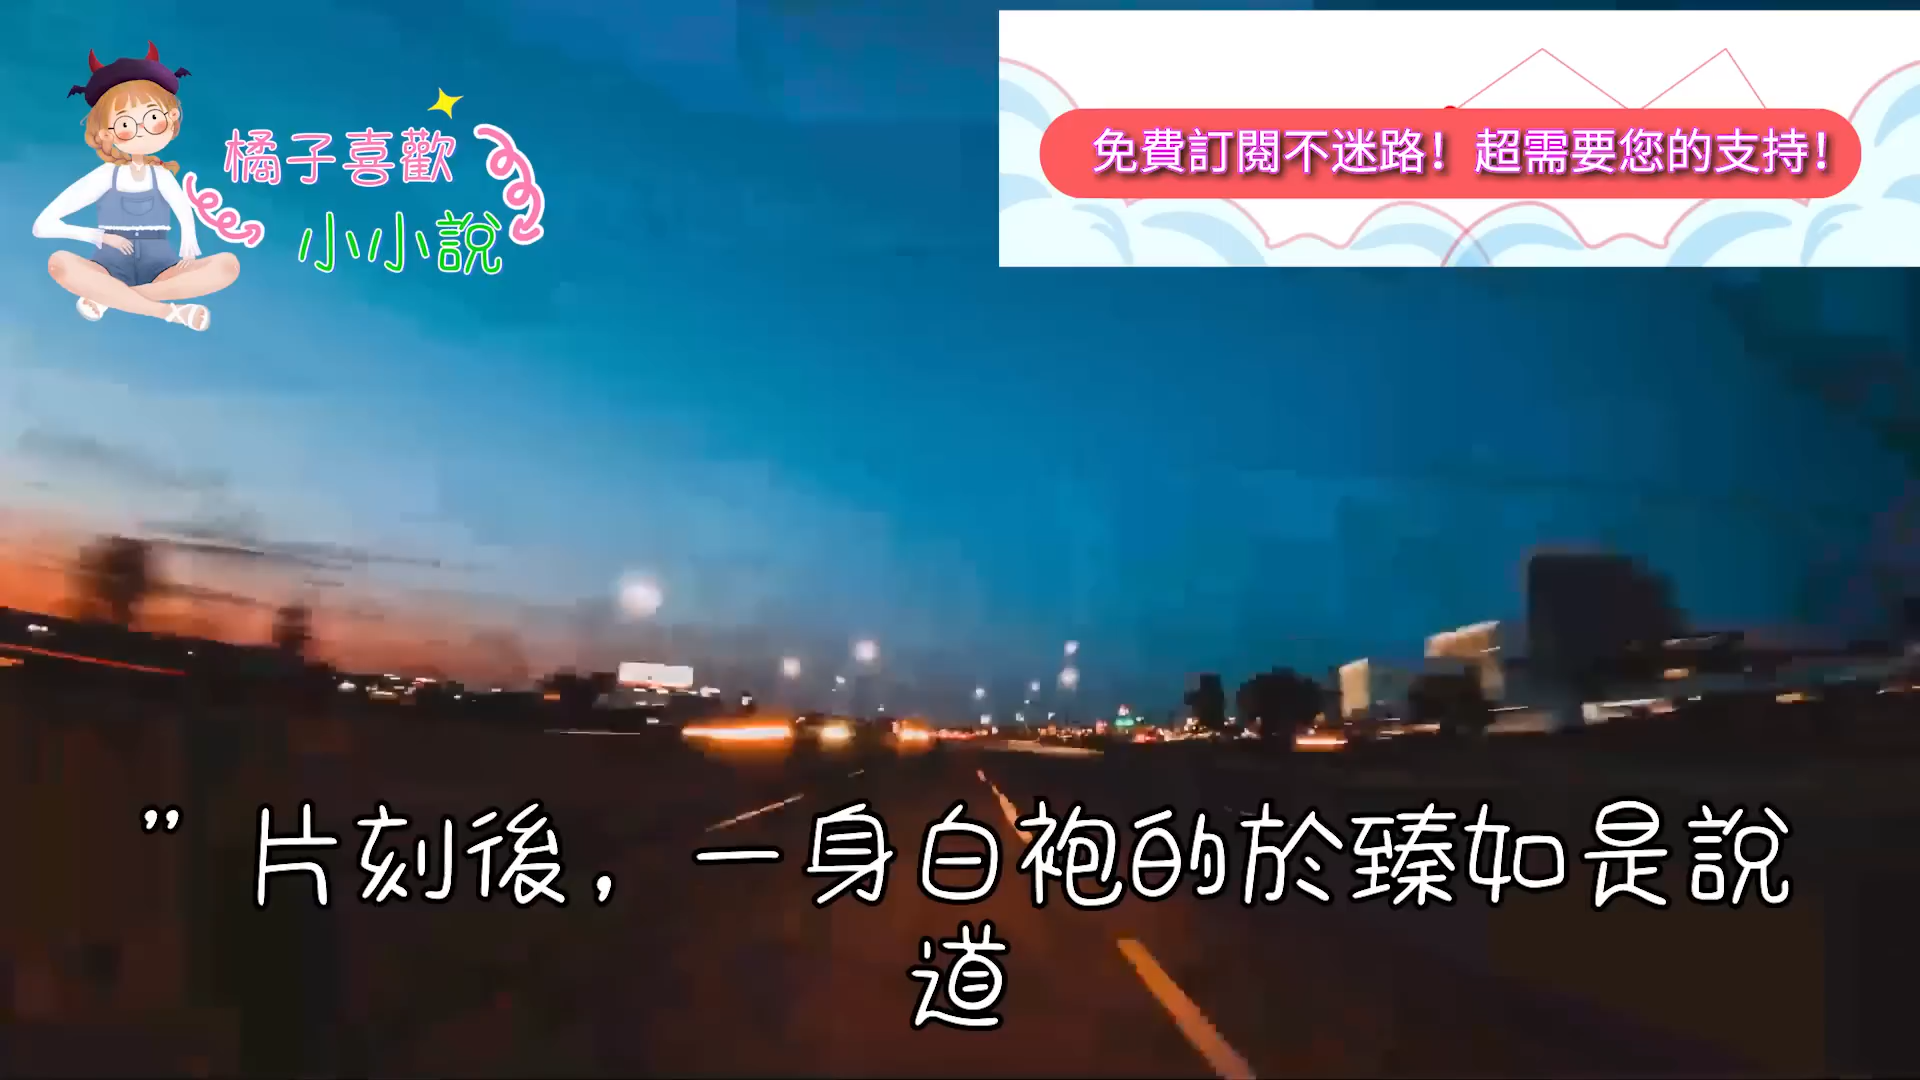 橘子喜歡
小小說
免費訂閱不迷路！超需要您的支持！
”片刻後，一身白袍的於臻如是說
道